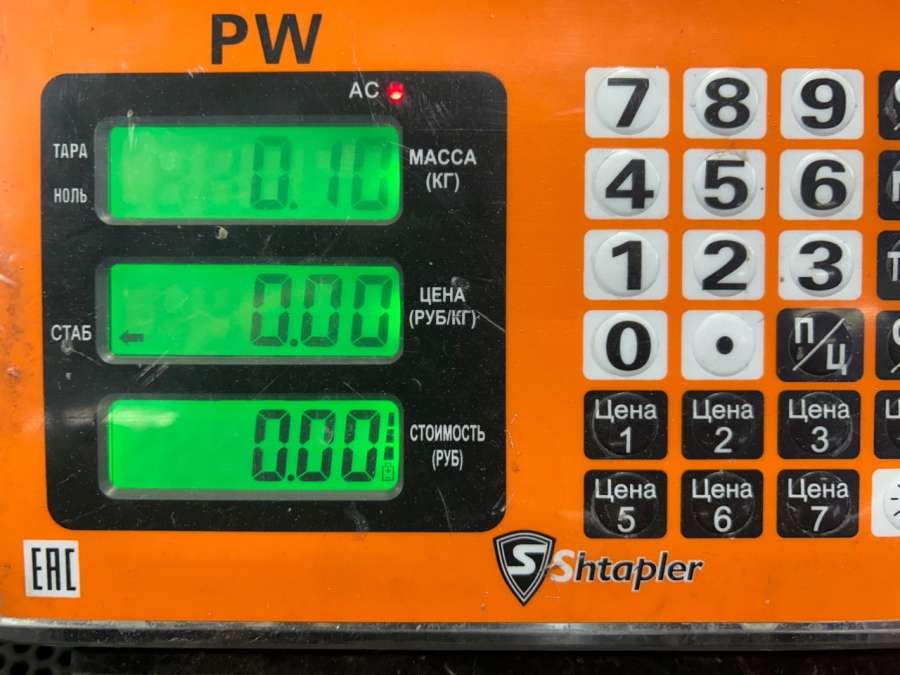 PW
AC
ТАРА
НОЛЬ
0.10
МАССА
(КГ)
СТАБ
0.00
ЦЕНА
(РУБ/КГ)
0.00
СТОИМОСТЬ
(РУБ)
7 8 9
4 5 6
1 2 3
0 . П/Ц
Цена Цена Цена
1 2 3
Цена Цена Цена
5 6 7
EAC
S Shtapler